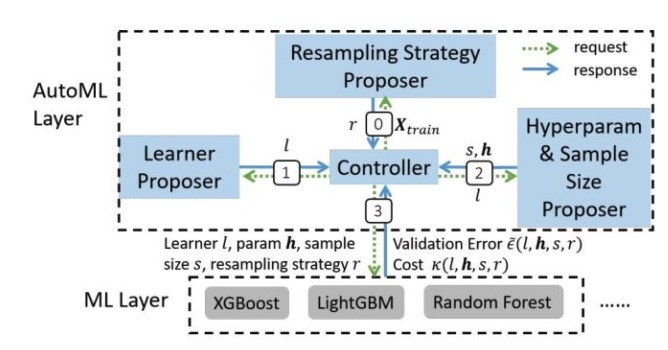 Resampling Strategy
Proposer
request
response
AutoML
Layer
r 0 X_train
Learner
Proposer
l
1
Controller
s, h
2
l
Hyperparam
& Sample
Size
Proposer
3
Learner l, param h, sample
size s, resampling strategy r
Validation Error ε̃(l, h, s, r)
Cost κ(l, h, s, r)
ML Layer
XGBoost
LightGBM
Random Forest
......